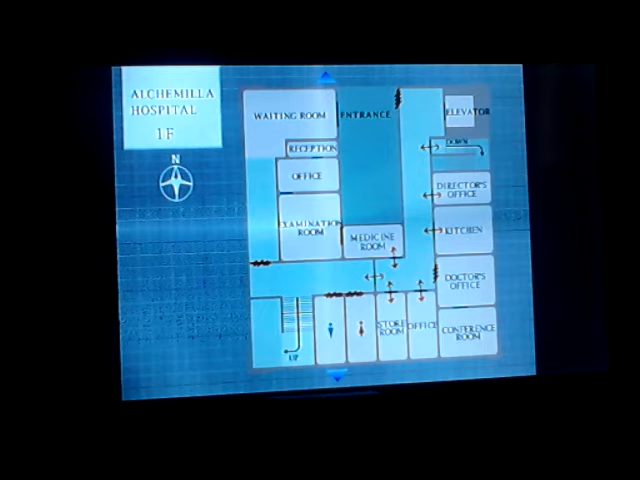 ALCHEMILLA
HOSPITAL
1F
N
WAITING ROOM
ENTRANCE
ELEVATOR
RECEPTION
DOWN
OFFICE
DIRECTOR'S
OFFICE
EXAMINATION
ROOM
KITCHEN
MEDICINE
ROOM
DOCTOR'S
OFFICE
STORE
ROOM
OFFICE
CONFERENCE
ROOM
UP